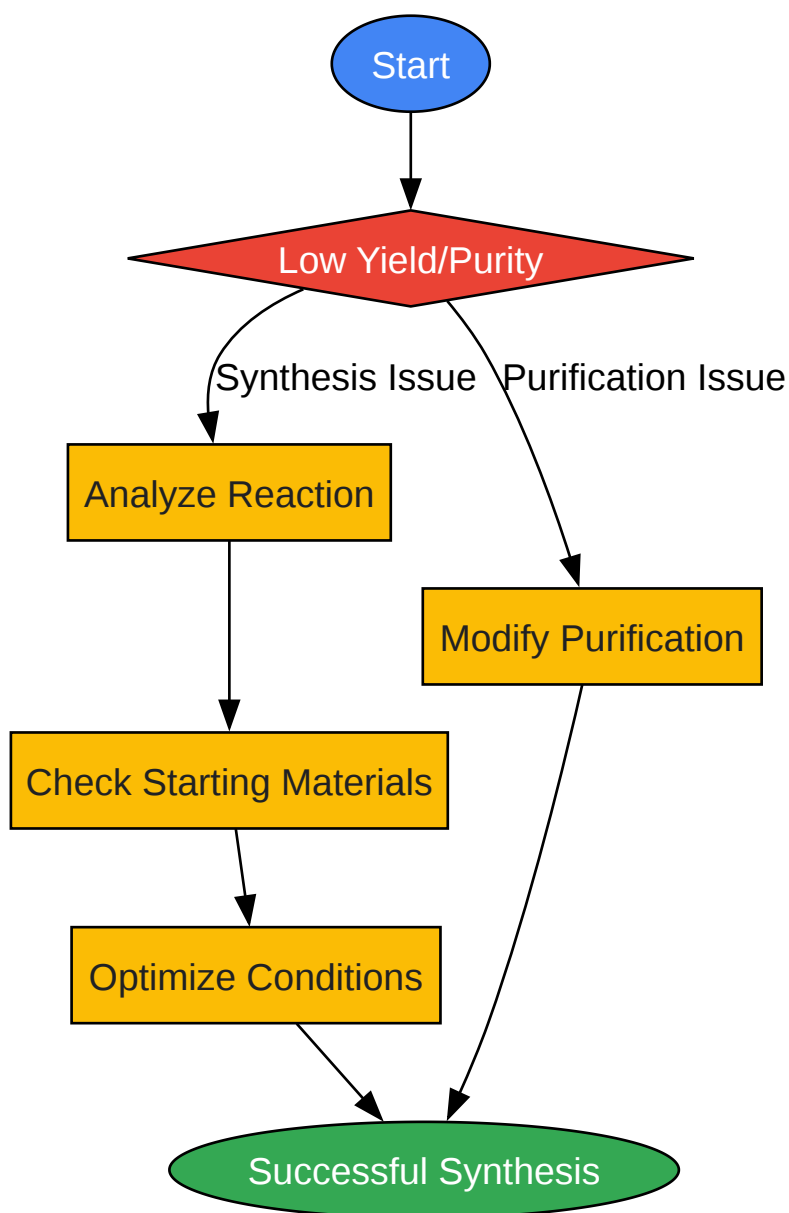 Start
Low Yield/Purity
Synthesis Issue
Purification Issue
Analyze Reaction
Modify Purification
Check Starting Materials
Optimize Conditions
Successful Synthesis